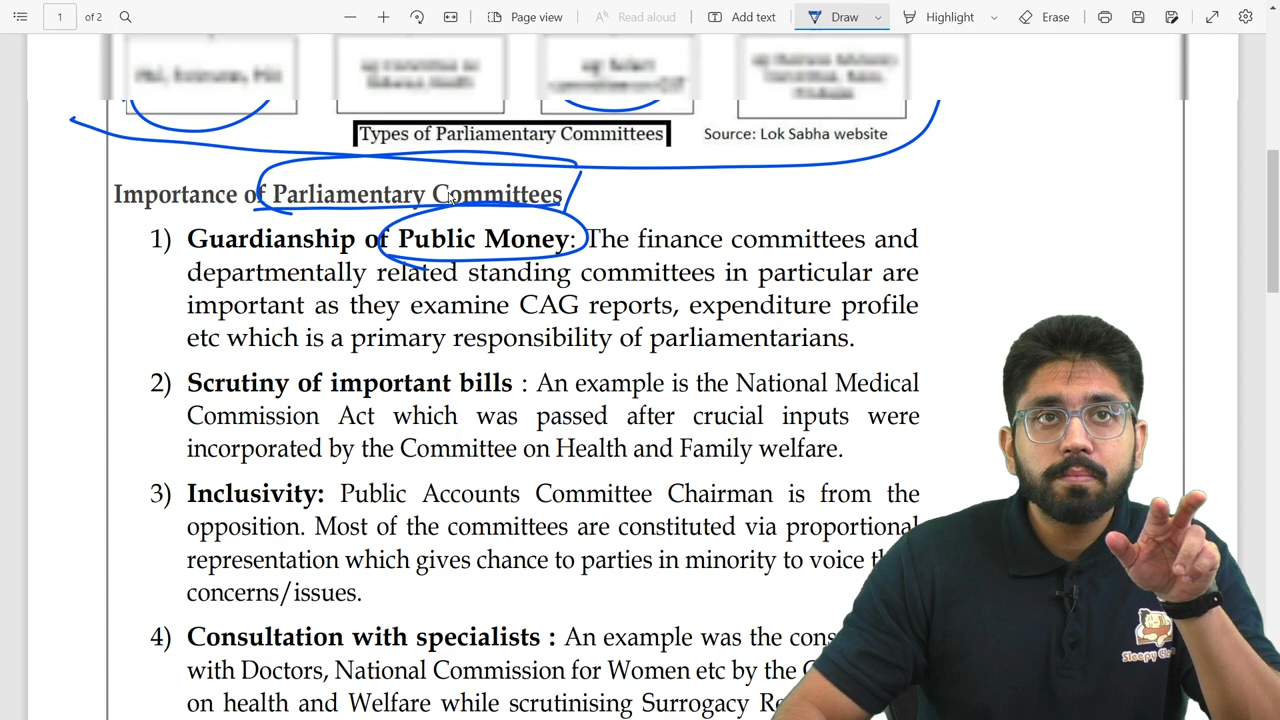 1 of 2 Page view Read aloud Add text Draw Highlight Erase
Types of Parliamentary Committees Source: Lok Sabha website
Importance of Parliamentary Committees
1) Guardianship of Public Money: The finance committees and
departmentally related standing committees in particular are
important as they examine CAG reports, expenditure profile
etc which is a primary responsibility of parliamentarians.
2) Scrutiny of important bills : An example is the National Medical
Commission Act which was passed after crucial inputs were
incorporated by the Committee on Health and Family welfare.
3) Inclusivity: Public Accounts Committee Chairman is from the
opposition. Most of the committees are constituted via proportional
representation which gives chance to parties in minority to voice
concerns/issues.
4) Consultation with specialists : An example was the
with Doctors, National Commission for Women etc by the
on health and Welfare while scrutinising Surrogacy
Sleepy